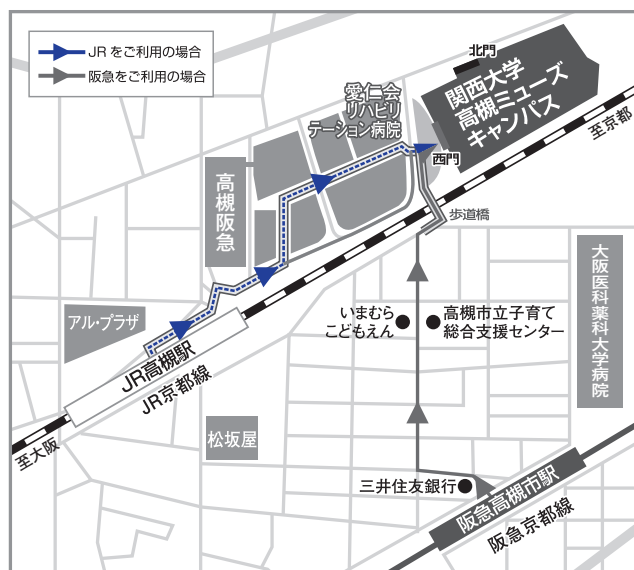 JRをご利用の場合
阪急をご利用の場合
北門
関西大学
高槻ミューズ
キャンパス
至京都
愛仁会
リハビリ
テーション病院
西門
高槻阪急
歩道橋
大阪医科薬科大学病院
アル・プラザ
いまむら
こどもえん
高槻市立子育て
総合支援センター
JR高槻駅
JR京都線
松坂屋
至大阪
三井住友銀行
阪急高槻市駅
阪急京都線